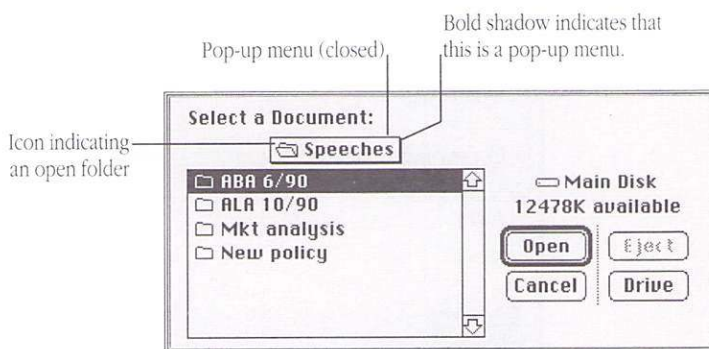 Bold shadow indicates that
this is a pop-up menu.
Pop-up menu (closed)
Icon indicating
an open folder
Select a Document:
Speeches
ABA 6/90
ALA 10/90
Mkt analysis
New policy
Main Disk
12478K available
Open
Eject
Cancel
Drive